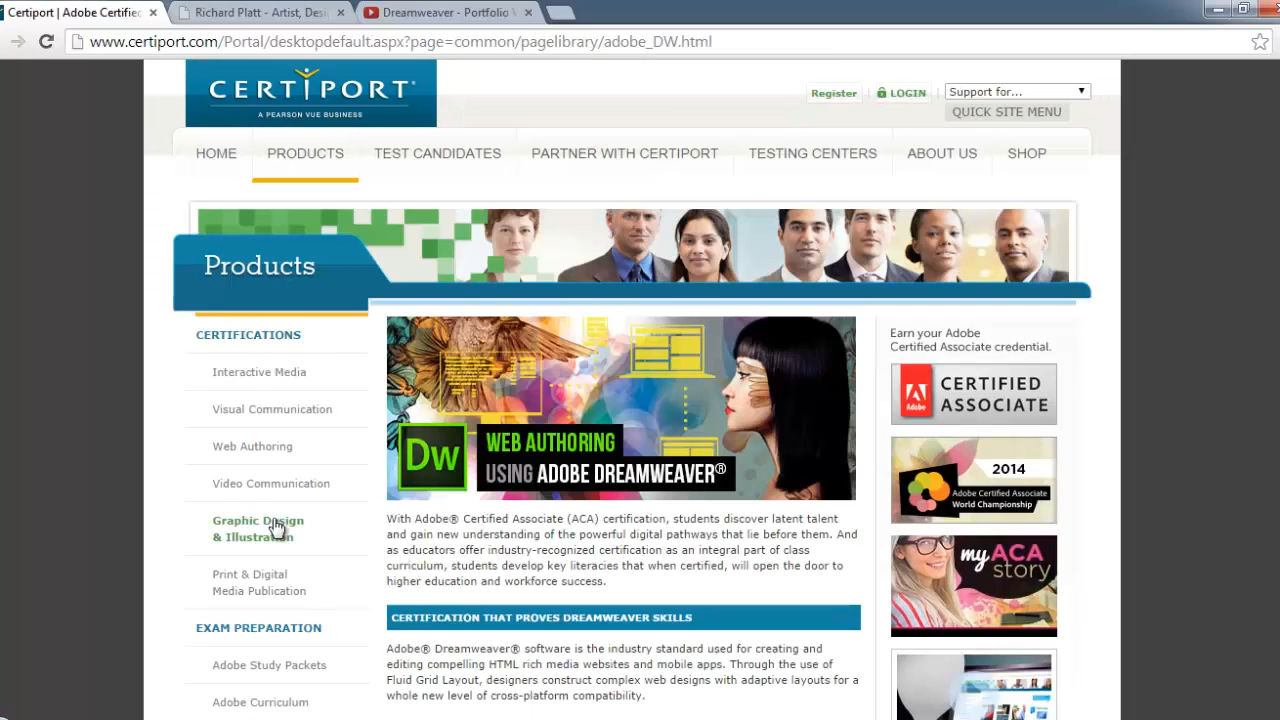 Certiport | Adobe Certified
Richard Platt - Artist, Desi
Dreamweaver - Portfolio W
www.certiport.com/Portal/desktopdefault.aspx?page=common/pagelibrary/adobe_DW.html
CERTIPORT®
A PEARSON VUE BUSINESS
Register
LOGIN
Support for...
QUICK SITE MENU
HOME
PRODUCTS
TEST CANDIDATES
PARTNER WITH CERTIPORT
TESTING CENTERS
ABOUT US
SHOP
Products
CERTIFICATIONS
Interactive Media
Visual Communication
Web Authoring
Video Communication
Graphic Design
& Illustration
Print & Digital
Media Publication
EXAM PREPARATION
Adobe Study Packets
Adobe Curriculum
Dw
WEB AUTHORING
USING ADOBE DREAMWEAVER®
With Adobe® Certified Associate (ACA) certification, students discover latent talent
and gain new understanding of the powerful digital pathways that lie before them. And
as educators offer industry-recognized certification as an integral part of class
curriculum, students develop key literacies that when certified, will open the door to
higher education and workforce success.
CERTIFICATION THAT PROVES DREAMWEAVER SKILLS
Adobe® Dreamweaver® software is the industry standard used for creating and
editing compelling HTML rich media websites and mobile apps. Through the use of
Fluid Grid Layout, designers construct complex web designs with adaptive layouts for a
whole new level of cross-platform compatibility.
Earn your Adobe
Certified Associate credential.
Adobe
CERTIFIED
ASSOCIATE
2014
Adobe Certified Associate
World Championship
my ACA
story